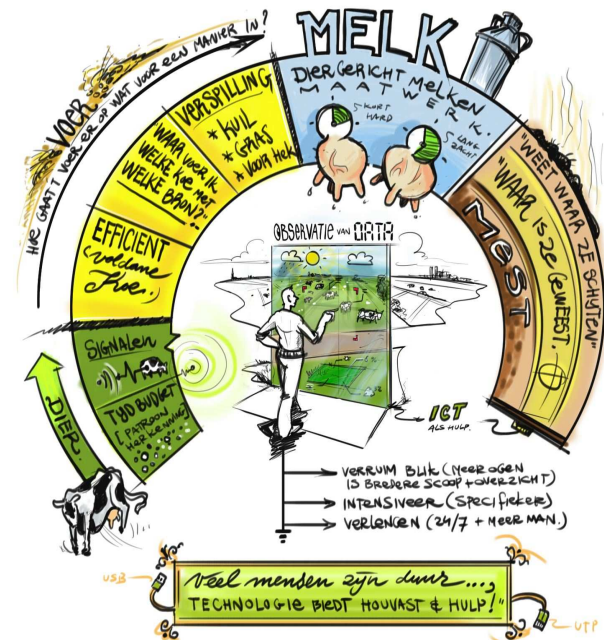 HOE GAAT VOER ER OP WAT VOOR EEN MANIER IN?
VOER
MELK
DIERGERICHT MELKEN
MAATWERK.
KORT
HARD
LANG
ZACHT
VERSPILLING
* KUIL
* GRAS
* VOOR HEK
WAAR VOER IK
WELKE KOE MET
WELKE BRON?"
EFFICIENT
(voldane
Koe.)
SIGNALEN
TYDBUDGET
[PATROON
HERKENNING]
DIER
MEST
"WAAR IS ZE GEWEEST.
"WEET WAAR ZE SCHIJTEN"
OBSERVATIE VAN DATA
ICT
ALS HULP.
VERRUIM BLIK (MEER OGEN
IS BREDERE SCOOP + OVERZICHT)
INTENSIVEER (SPECIFIEKER)
VERLENGEN (24/7 + MEER MAN.)
USB
Veel mensen zijn duur...,
TECHNOLOGIE BIEDT HOUVAST & HULP!"
UTP